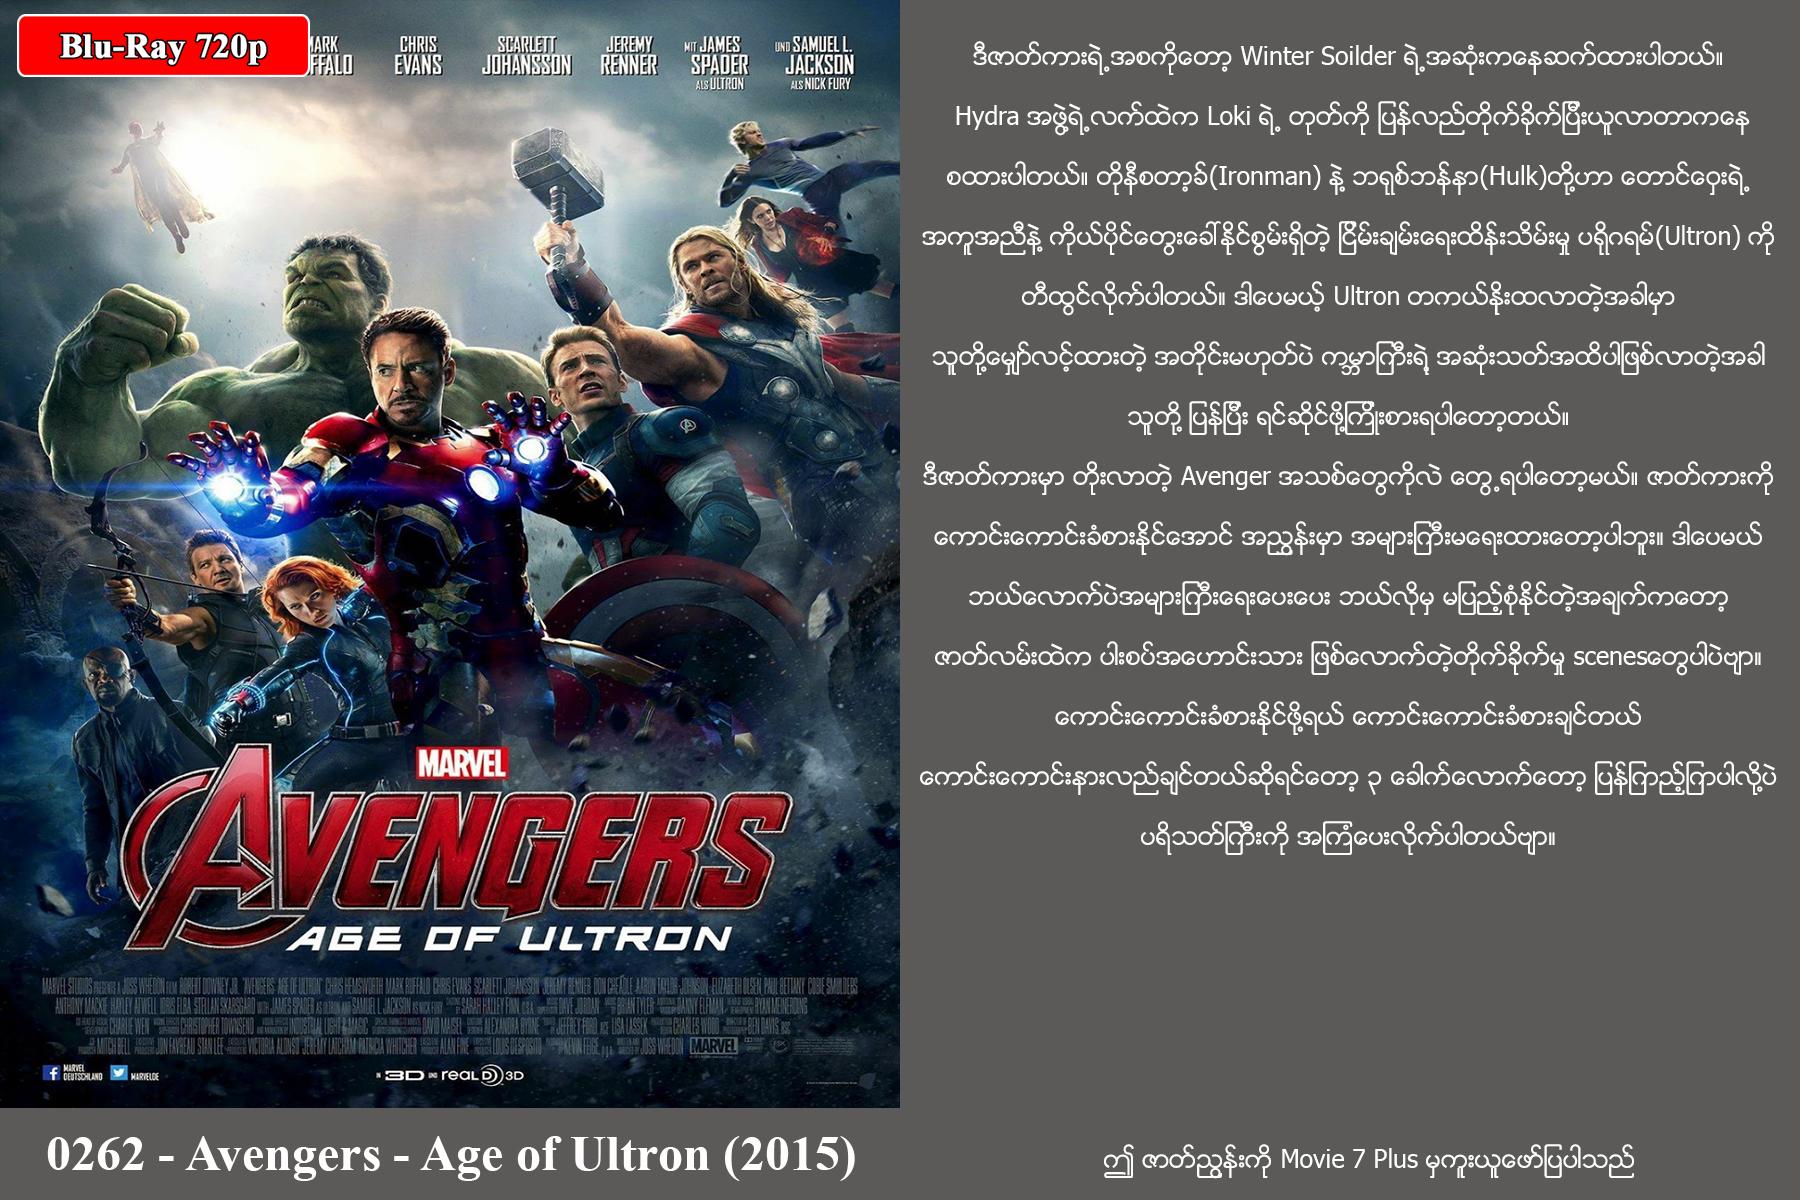 Blu-Ray 720p
MARK CHRIS SCARLETT JEREMY MIT JAMES UND SAMUEL L.
RUFFALO EVANS JOHANSSON RENNER SPADER JACKSON
ALS ULTRON ALS NICK FURY
MARVEL
AVENGERS
AGE OF ULTRON
MARVEL
DEUTSCHLAND
MARVELDE
IN 3D UND REAL D 3D
0262 - Avengers - Age of Ultron (2015)
ဒီဇာတ်ကားရဲ့အစကိုတော့ Winter Soilder ရဲ့အဆုံးကနေဆက်ထားပါတယ်။
Hydra အဖွဲ့ရဲ့လက်ထဲက Loki ရဲ့ တုတ်ကို ပြန်လည်တိုက်ခိုက်ပြီးယူလာတာကနေ
စထားပါတယ်။ တိုနီစတာ့ခ်(Ironman) နဲ့ ဘရုစ်ဘန်နာ(Hulk)တို့ဟာ တောင်ဝှေးရဲ့
အကူအညီနဲ့ ကိုယ်ပိုင်တွေးခေါ်နိုင်စွမ်းရှိတဲ့ ငြိမ်းချမ်းရေးထိန်းသိမ်းမှု ပရိုဂရမ်(Ultron) ကို
တီထွင်လိုက်ပါတယ်။ ဒါပေမယ့် Ultron တကယ်နိုးထလာတဲ့အခါမှာ
သူတို့မျှော်လင့်ထားတဲ့ အတိုင်းမဟုတ်ပဲ ကမ္ဘာကြီးရဲ့ အဆုံးသတ်အထိပါဖြစ်လာတဲ့အခါ
သူတို့ ပြန်ပြီး ရင်ဆိုင်ဖို့ကြိုးစားရပါတော့တယ်။
ဒီဇာတ်ကားမှာ တိုးလာတဲ့ Avenger အသစ်တွေကိုလဲ တွေ့ရပါတော့မယ်။ ဇာတ်ကားကို
ကောင်းကောင်းခံစားနိုင်အောင် အညွှန်းမှာ အများကြီးမရေးထားတော့ပါဘူး။ ဒါပေမယ်
ဘယ်လောက်ပဲအများကြီးရေးပေးပေး ဘယ်လိုမှ မပြည့်စုံနိုင်တဲ့အချက်ကတော့
ဇာတ်လမ်းထဲက ပါးစပ်အဟောင်းသား ဖြစ်လောက်တဲ့တိုက်ခိုက်မှု scenesတွေပါပဲဗျာ။
ကောင်းကောင်းခံစားနိုင်ဖို့ရယ် ကောင်းကောင်းခံစားချင်တယ်
ကောင်းကောင်းနားလည်ချင်တယ်ဆိုရင်တော့ ၃ ခေါက်လောက်တော့ ပြန်ကြည့်ကြပါလို့ပဲ
ပရိသတ်ကြီးကို အကြံပေးလိုက်ပါတယ်ဗျာ။
ဤ ဇာတ်ညွှန်းကို Movie 7 Plus မှကူးယူဖော်ပြပါသည်